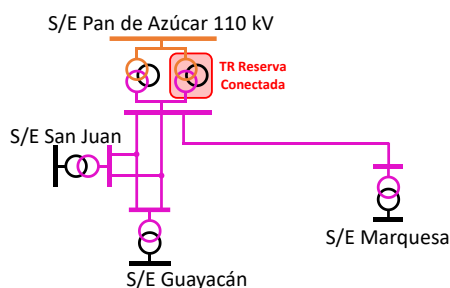 S/E Pan de Azúcar 110 kV
TR Reserva
Conectada
S/E San Juan
S/E Marquesa
S/E Guayacán